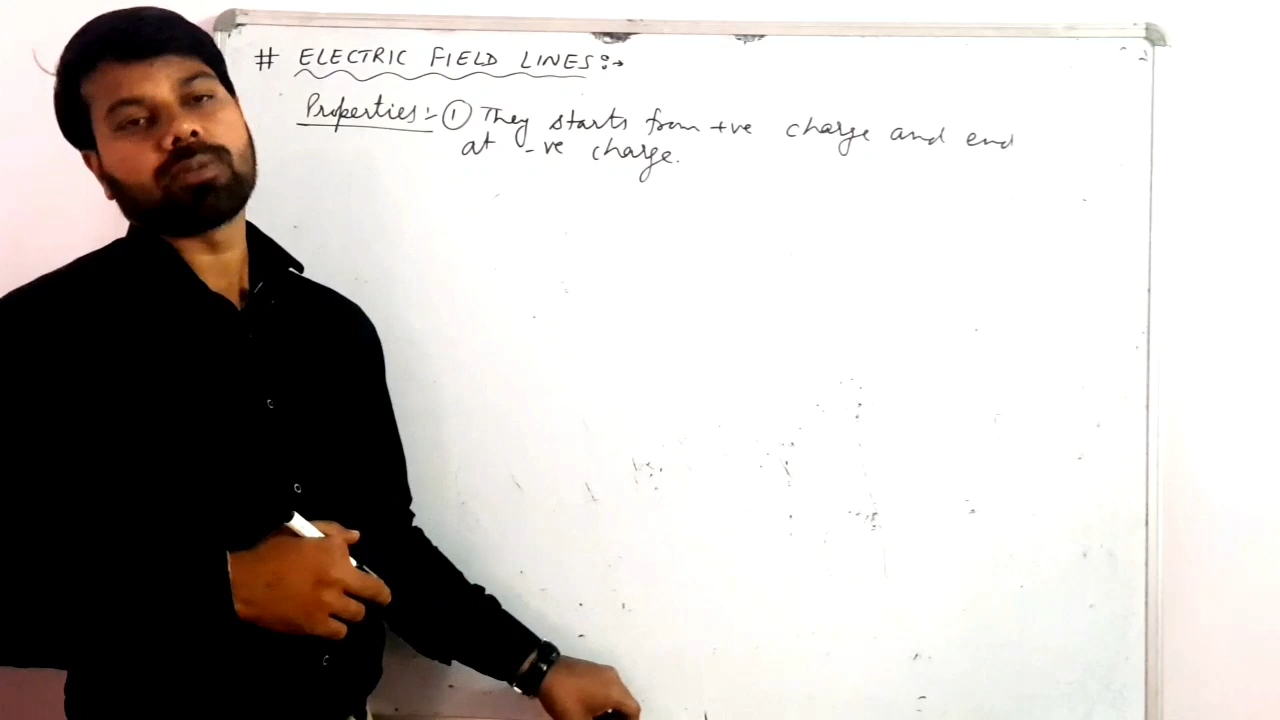 # ELECTRIC FIELD LINES:→
Properties:- ① They starts from +ve charge and end
at -ve charge.